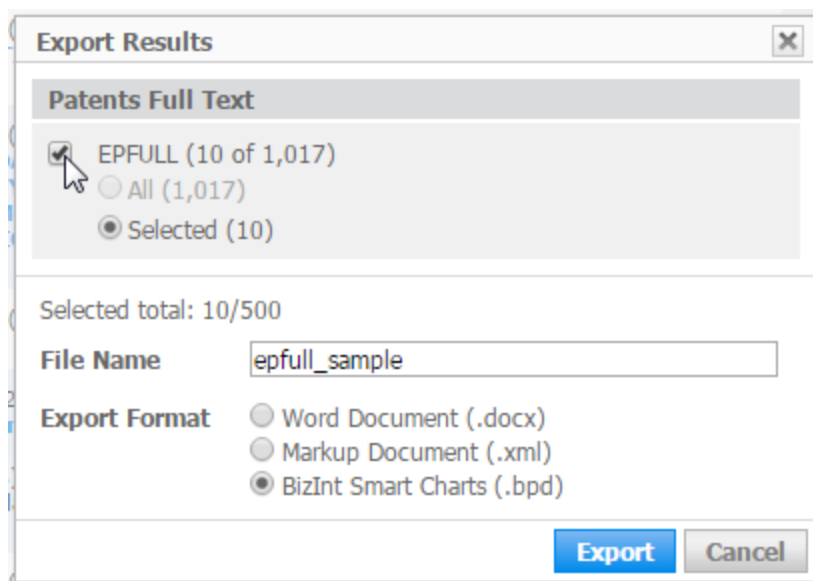 Export Results
Patents Full Text
EPFULL (10 of 1,017)
All (1,017)
Selected (10)
Selected total: 10/500
File Name epfull_sample
Export Format Word Document (.docx)
Markup Document (.xml)
BizInt Smart Charts (.bpd)
Export Cancel